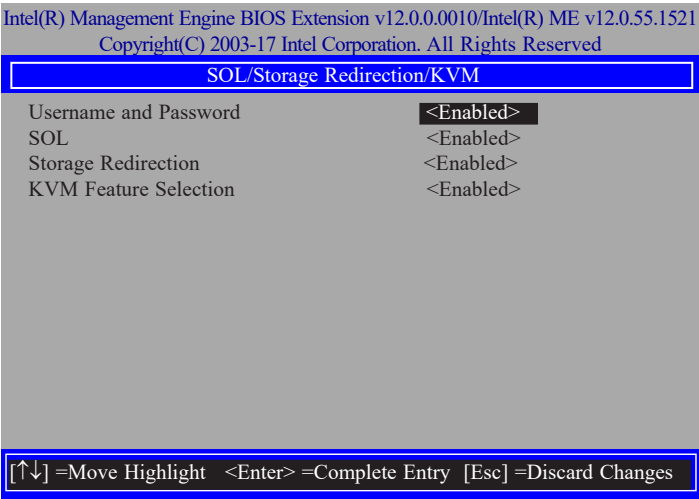 Intel(R) Management Engine BIOS Extension v12.0.0.0010/Intel(R) ME v12.0.55.1521
Copyright(C) 2003-17 Intel Corporation. All Rights Reserved
SOL/Storage Redirection/KVM
Username and Password <Enabled>
SOL <Enabled>
Storage Redirection <Enabled>
KVM Feature Selection <Enabled>
[↑↓] =Move Highlight <Enter> =Complete Entry [Esc] =Discard Changes